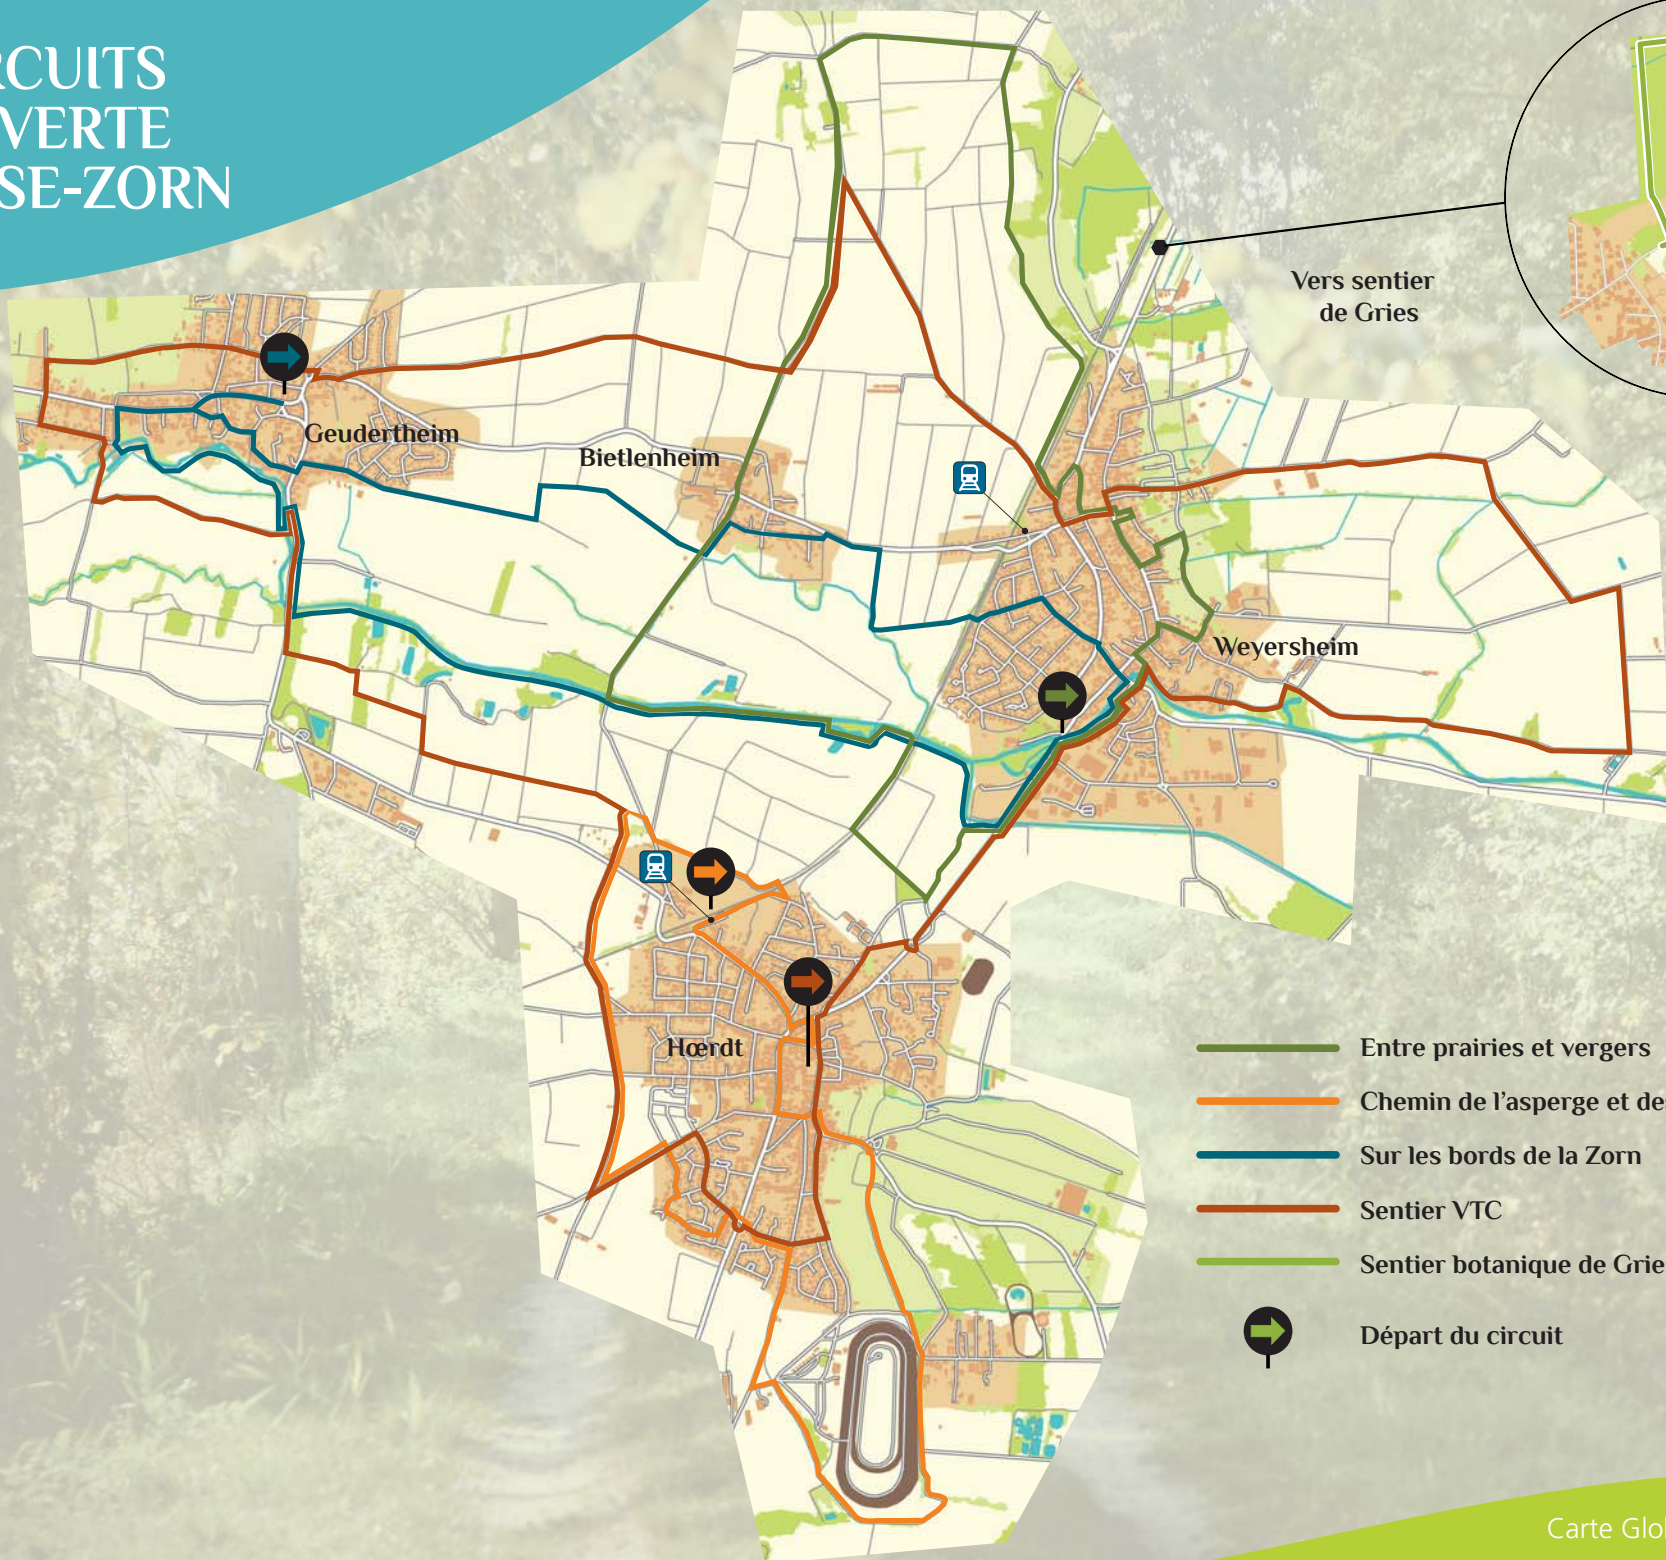 RCUITS
VERTE
SE-ZORN
Vers sentier
de Gries
Geudertheim
Bietlenheim
Weyersheim
Hœrdt
Entre prairies et vergers
Chemin de l'asperge et de
Sur les bords de la Zorn
Sentier VTC
Sentier botanique de Grie
Départ du circuit
Carte Glo